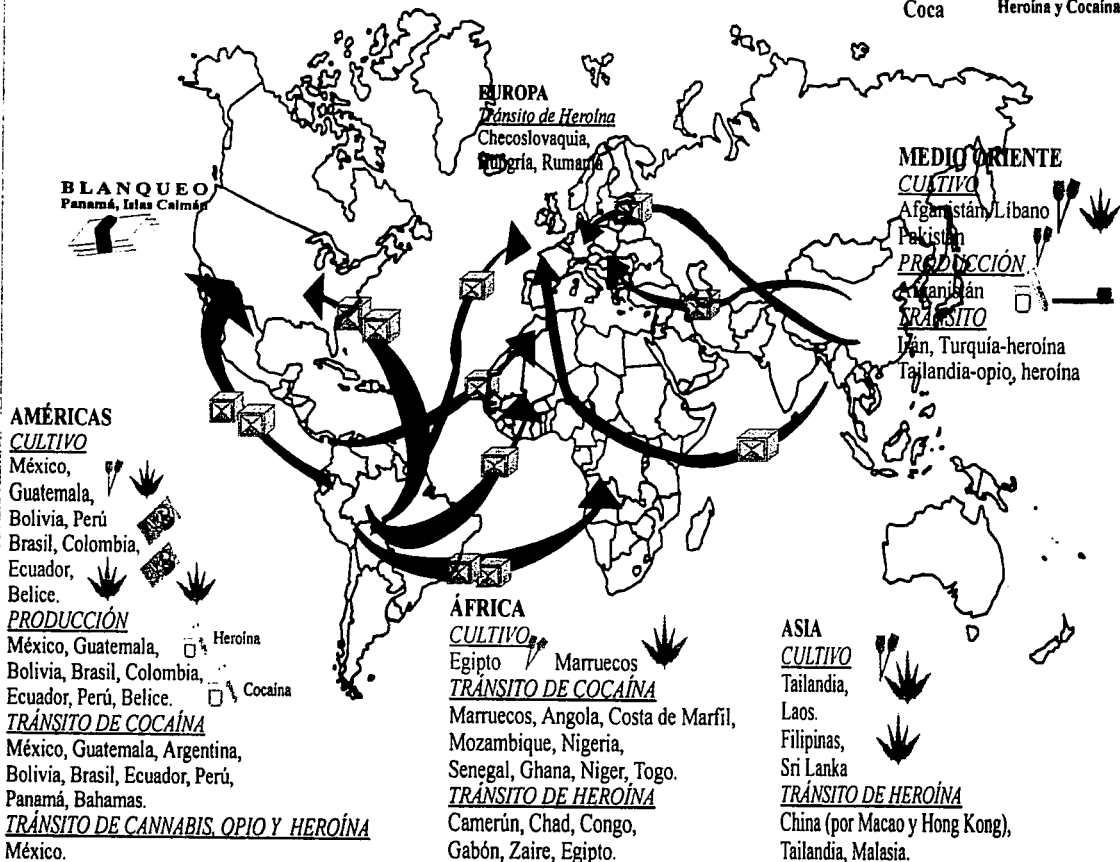 Coca
Heroína y Cocaína
EUROPA
Tránsito de Heroína
Checoslovaquia,
Hungría, Rumania
BLANQUEO
Panamá, Islas Caimán
MEDIO ORIENTE
CULTIVO
Afganistán, Líbano
Pakistán
PRODUCCIÓN
Afganistán
TRÁNSITO
Irán, Turquía-heroína
Tailandia-opio, heroína
AMÉRICAS
CULTIVO
México,
Guatemala,
Bolivia, Perú
Brasil, Colombia,
Ecuador,
Belice.
PRODUCCIÓN
México, Guatemala, Heroína
Bolivia, Brasil, Colombia,
Ecuador, Perú, Belice. Cocaína
TRÁNSITO DE COCAÍNA
México, Guatemala, Argentina,
Bolivia, Brasil, Ecuador, Perú,
Panamá, Bahamas.
TRÁNSITO DE CANNABIS, OPIO Y HEROÍNA
México.
ÁFRICA
CULTIVO
Egipto Marruecos
TRÁNSITO DE COCAÍNA
Marruecos, Angola, Costa de Marfil,
Mozambique, Nigeria,
Senegal, Ghana, Niger, Togo.
TRÁNSITO DE HEROÍNA
Camerún, Chad, Congo,
Gabón, Zaire, Egipto.
ASIA
CULTIVO
Tailandia,
Laos.
Filipinas,
Sri Lanka
TRÁNSITO DE HEROÍNA
China (por Macao y Hong Kong),
Tailandia, Malasia.